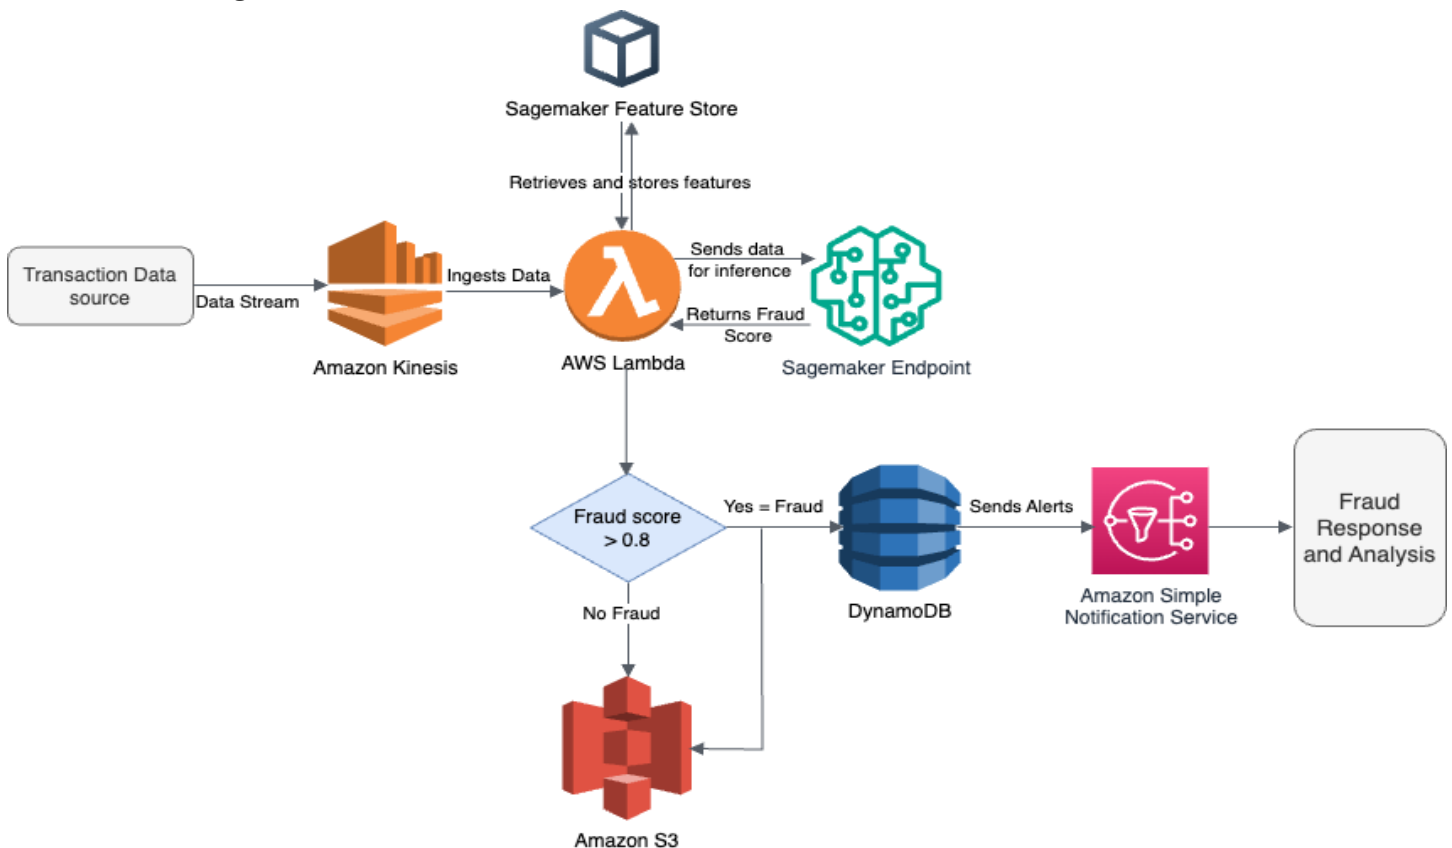 Sagemaker Feature Store
Retrieves and stores features
Transaction Data
source
Data Stream
Amazon Kinesis
Ingests Data
AWS Lambda
Sends data
for inference
Returns Fraud
Score
Sagemaker Endpoint
Fraud score
> 0.8
Yes = Fraud
No Fraud
DynamoDB
Sends Alerts
Amazon Simple
Notification Service
Fraud
Response
and Analysis
Amazon S3